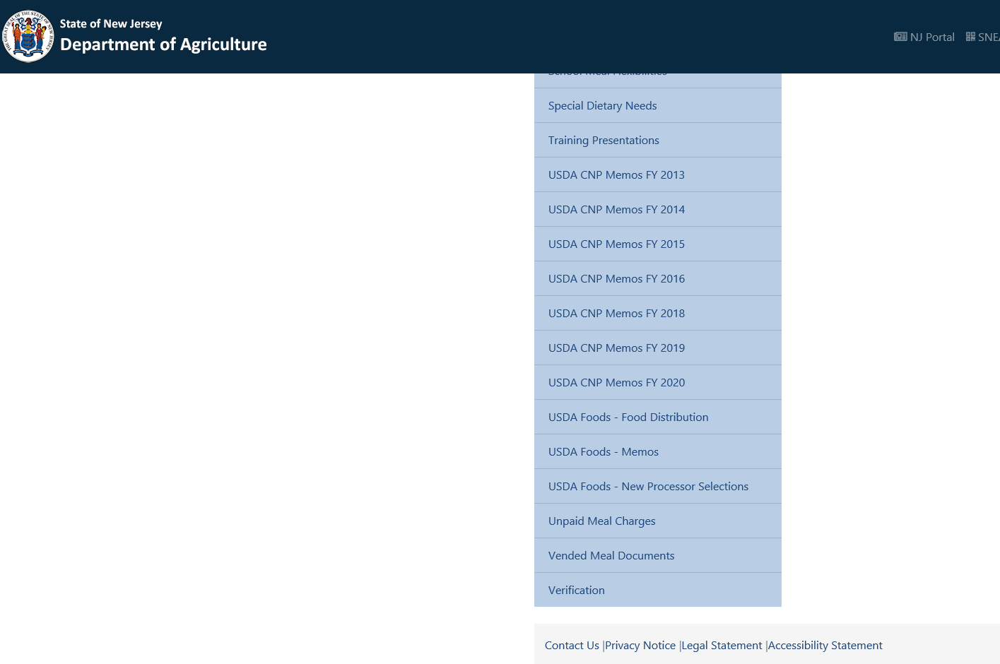 State of New Jersey
Department of Agriculture
NJ Portal
School Meal Flexibilities
Special Dietary Needs
Training Presentations
USDA CNP Memos FY 2013
USDA CNP Memos FY 2014
USDA CNP Memos FY 2015
USDA CNP Memos FY 2016
USDA CNP Memos FY 2018
USDA CNP Memos FY 2019
USDA CNP Memos FY 2020
USDA Foods - Food Distribution
USDA Foods - Memos
USDA Foods - New Processor Selections
Unpaid Meal Charges
Vended Meal Documents
Verification
Contact Us |Privacy Notice |Legal Statement |Accessibility Statement